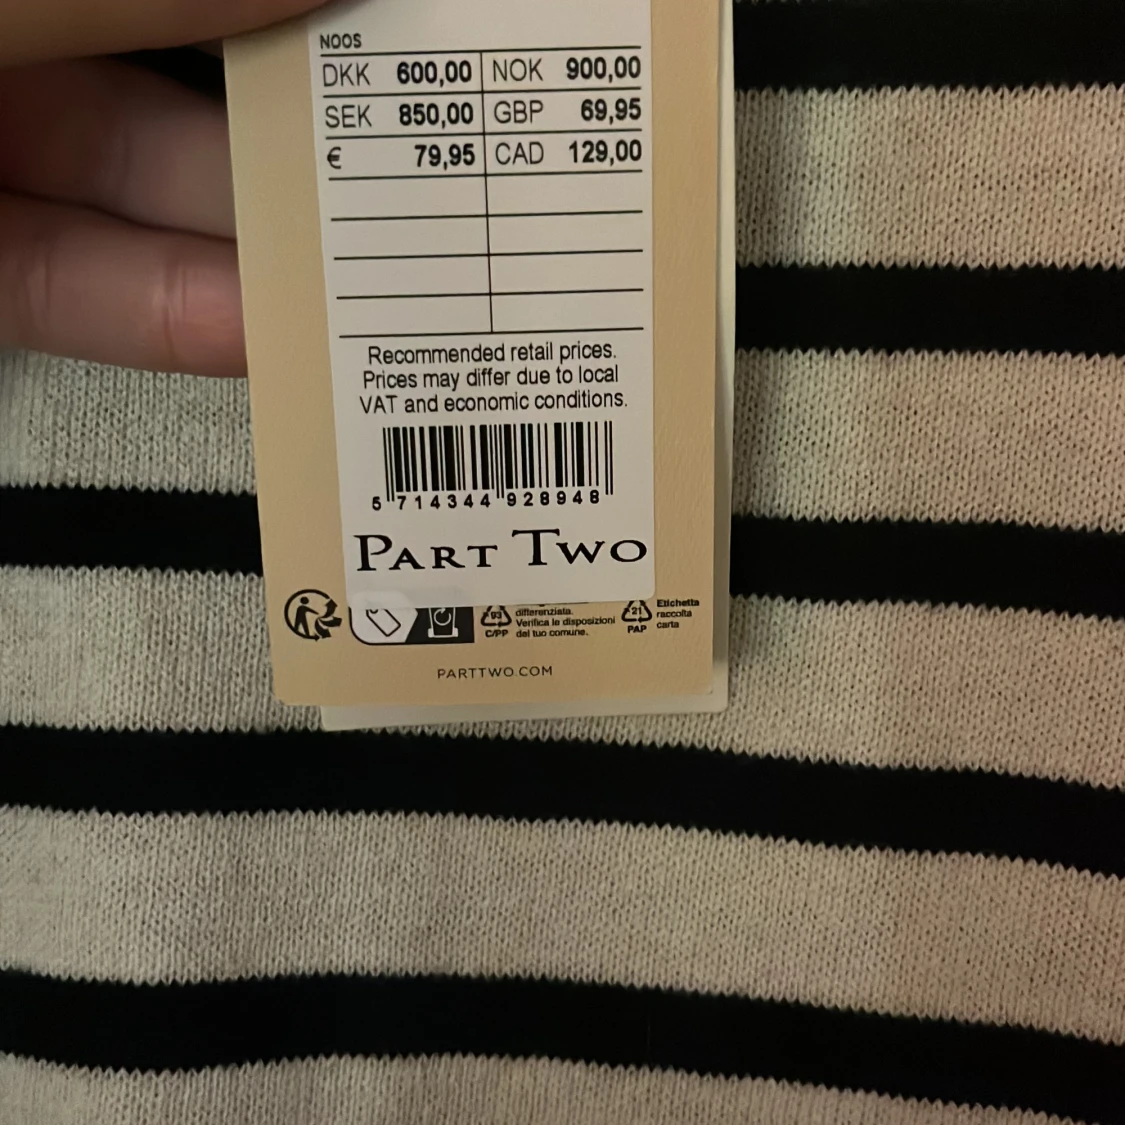 NOOS
DKK 600,00 NOK 900,00
SEK 850,00 GBP 69,95
€ 79,95 CAD 129,00
Recommended retail prices.
Prices may differ due to local
VAT and economic conditions.
5 714344 928948
PART TWO
differenziata.
Verifica le disposizioni
del tuo comune.
93
C/PP
21
PAP
Etichetta
raccolta
carta
PARTTWO.COM